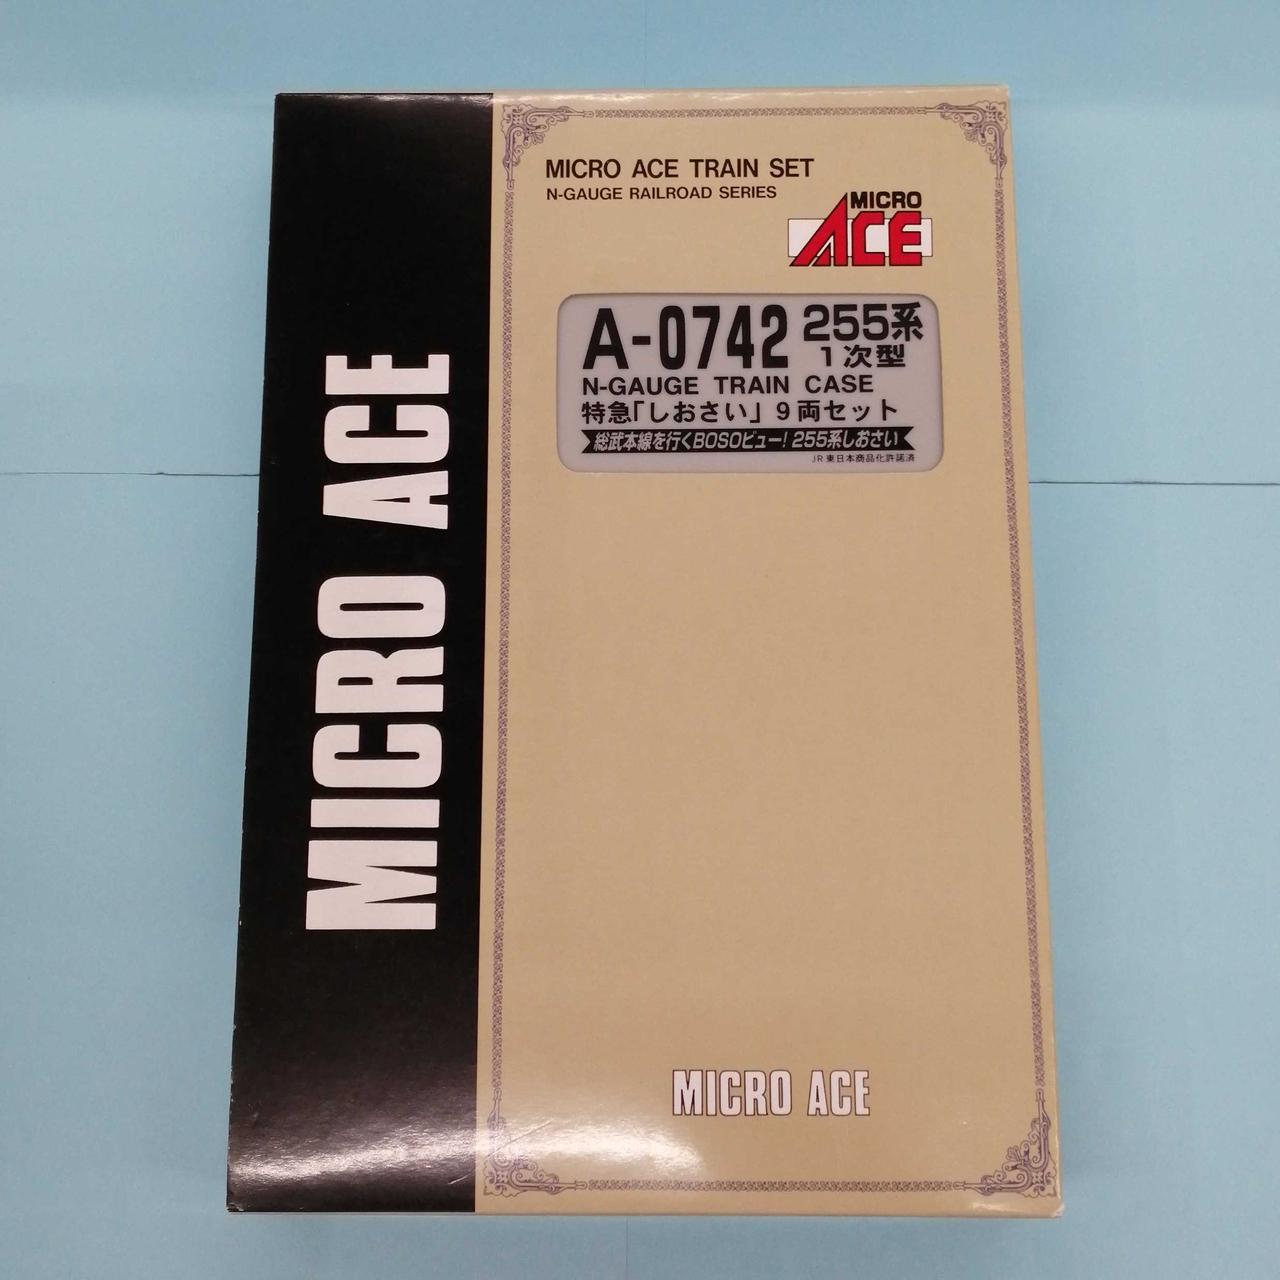 MICRO ACE
MICRO ACE TRAIN SET
N-GAUGE RAILROAD SERIES
MICRO
ACE
A-0742 255系
1次型
N-GAUGE TRAIN CASE
特急「しおさい」9両セット
総武本線を行くBOSOビュー!255系しおさい
JR東日本商品化許諾済
MICRO ACE